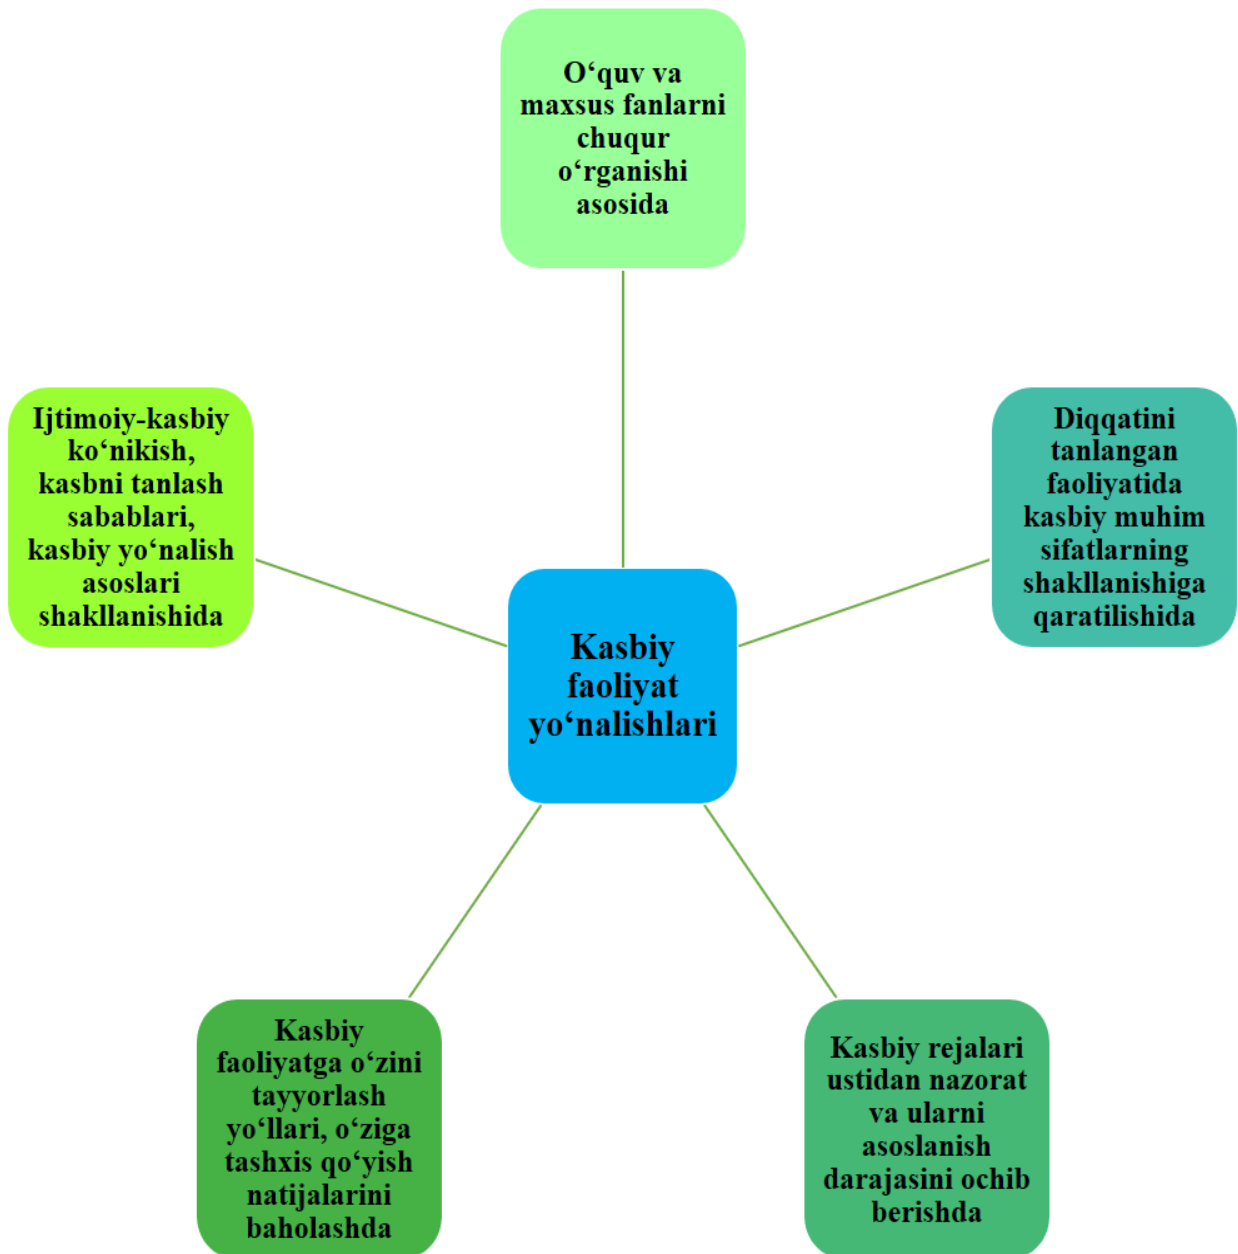 O‘quv va
maxsus fanlarni
chuqur
o‘rganishi
asosida
Ijtimoiy-kasbiy
ko‘nikish,
kasbni tanlash
sabablari,
kasbiy yo‘nalish
asoslari
shakllanishida
Diqqatini
tanlangan
faoliyatida
kasbiy muhim
sifatlarning
shakllanishiga
qaratilishida
Kasbiy
faoliyat
yo‘nalishlari
Kasbiy
faoliyatga o‘zini
tayyorlash
yo‘llari, o‘ziga
tashxis qo‘yish
natijalarini
baholashda
Kasbiy rejalari
ustidan nazorat
va ularni
asoslanish
darajasini ochib
berishda